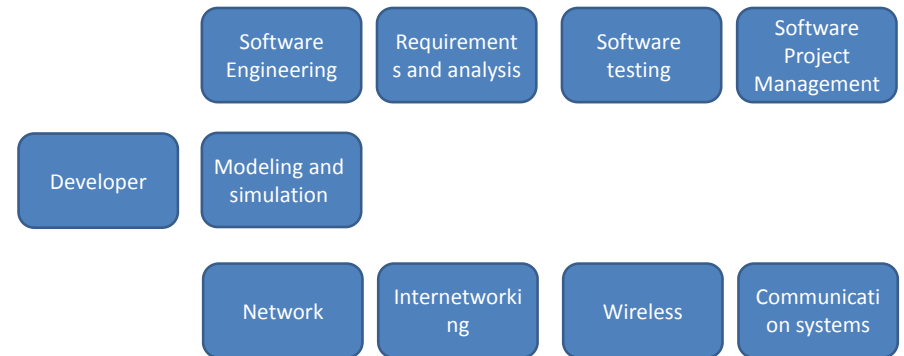 Software
Engineering
Requirement
s and analysis
Software
testing
Software
Project
Management
Developer
Modeling and
simulation
Network
Internetworki
ng
Wireless
Communicati
on systems